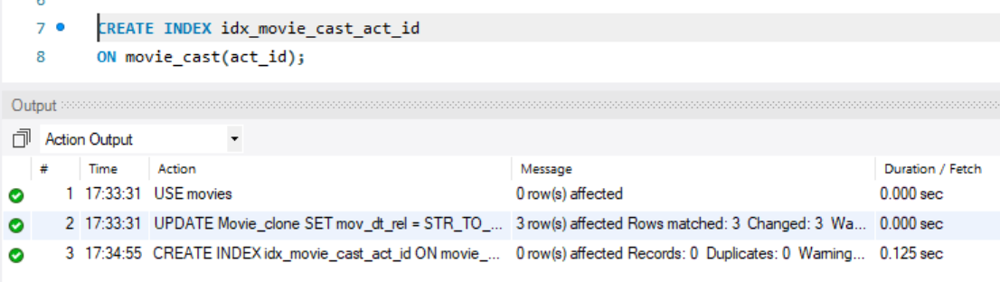 6
7 CREATE INDEX idx_movie_cast_act_id
8 ON movie_cast(act_id);
Output
Action Output
# Time Action Message Duration / Fetch
1 17:33:31 USE movies 0 row(s) affected 0.000 sec
2 17:33:31 UPDATE Movie_clone SET mov_dt_rel = STR_TO_... 3 row(s) affected Rows matched: 3 Changed: 3 Wa... 0.000 sec
3 17:34:55 CREATE INDEX idx_movie_cast_act_id ON movie_... 0 row(s) affected Records: 0 Duplicates: 0 Warning... 0.125 sec